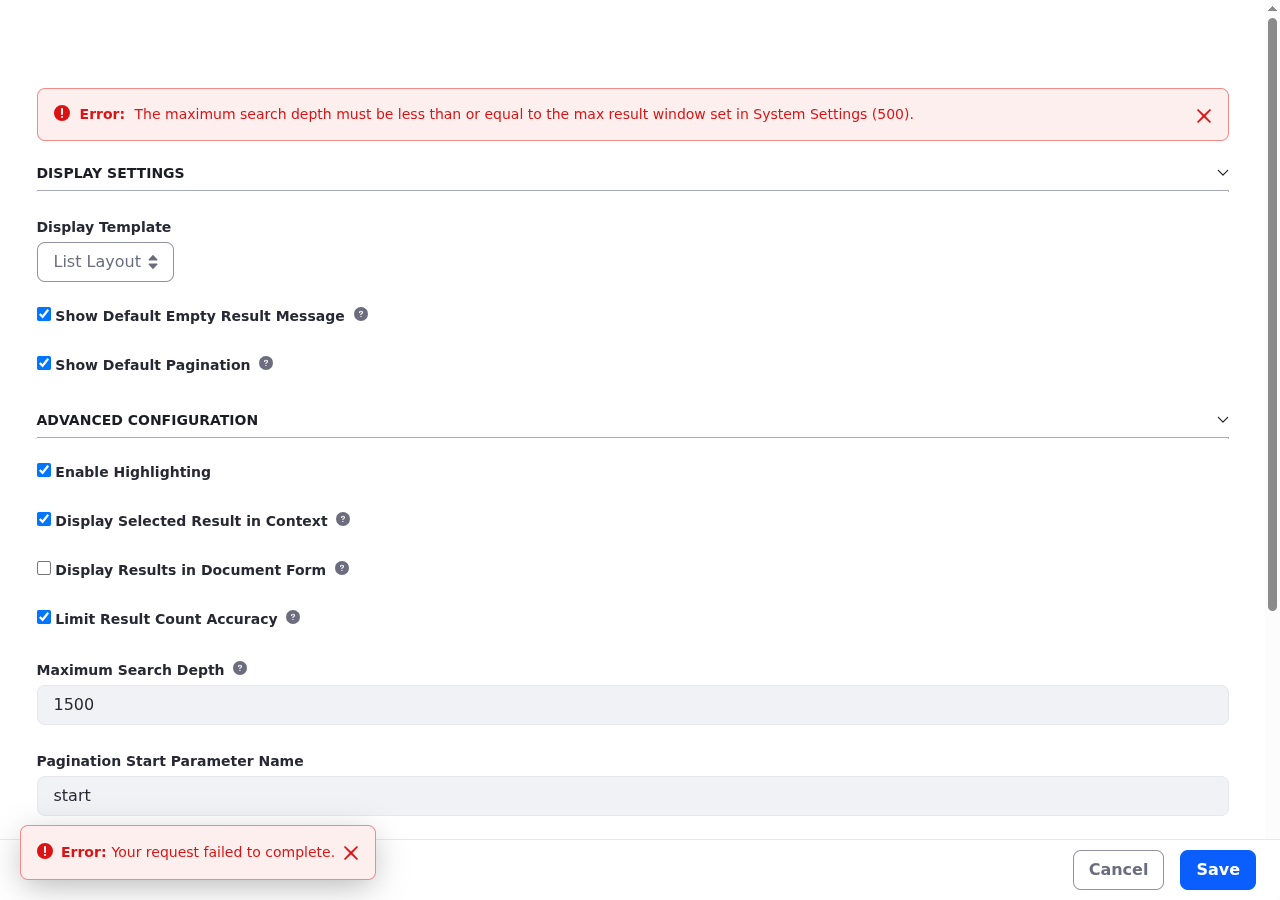 Error: The maximum search depth must be less than or equal to the max result window set in System Settings (500).
DISPLAY SETTINGS
Display Template
List Layout
Show Default Empty Result Message
Show Default Pagination
ADVANCED CONFIGURATION
Enable Highlighting
Display Selected Result in Context
Display Results in Document Form
Limit Result Count Accuracy
Maximum Search Depth
1500
Pagination Start Parameter Name
start
Error: Your request failed to complete.
Cancel
Save